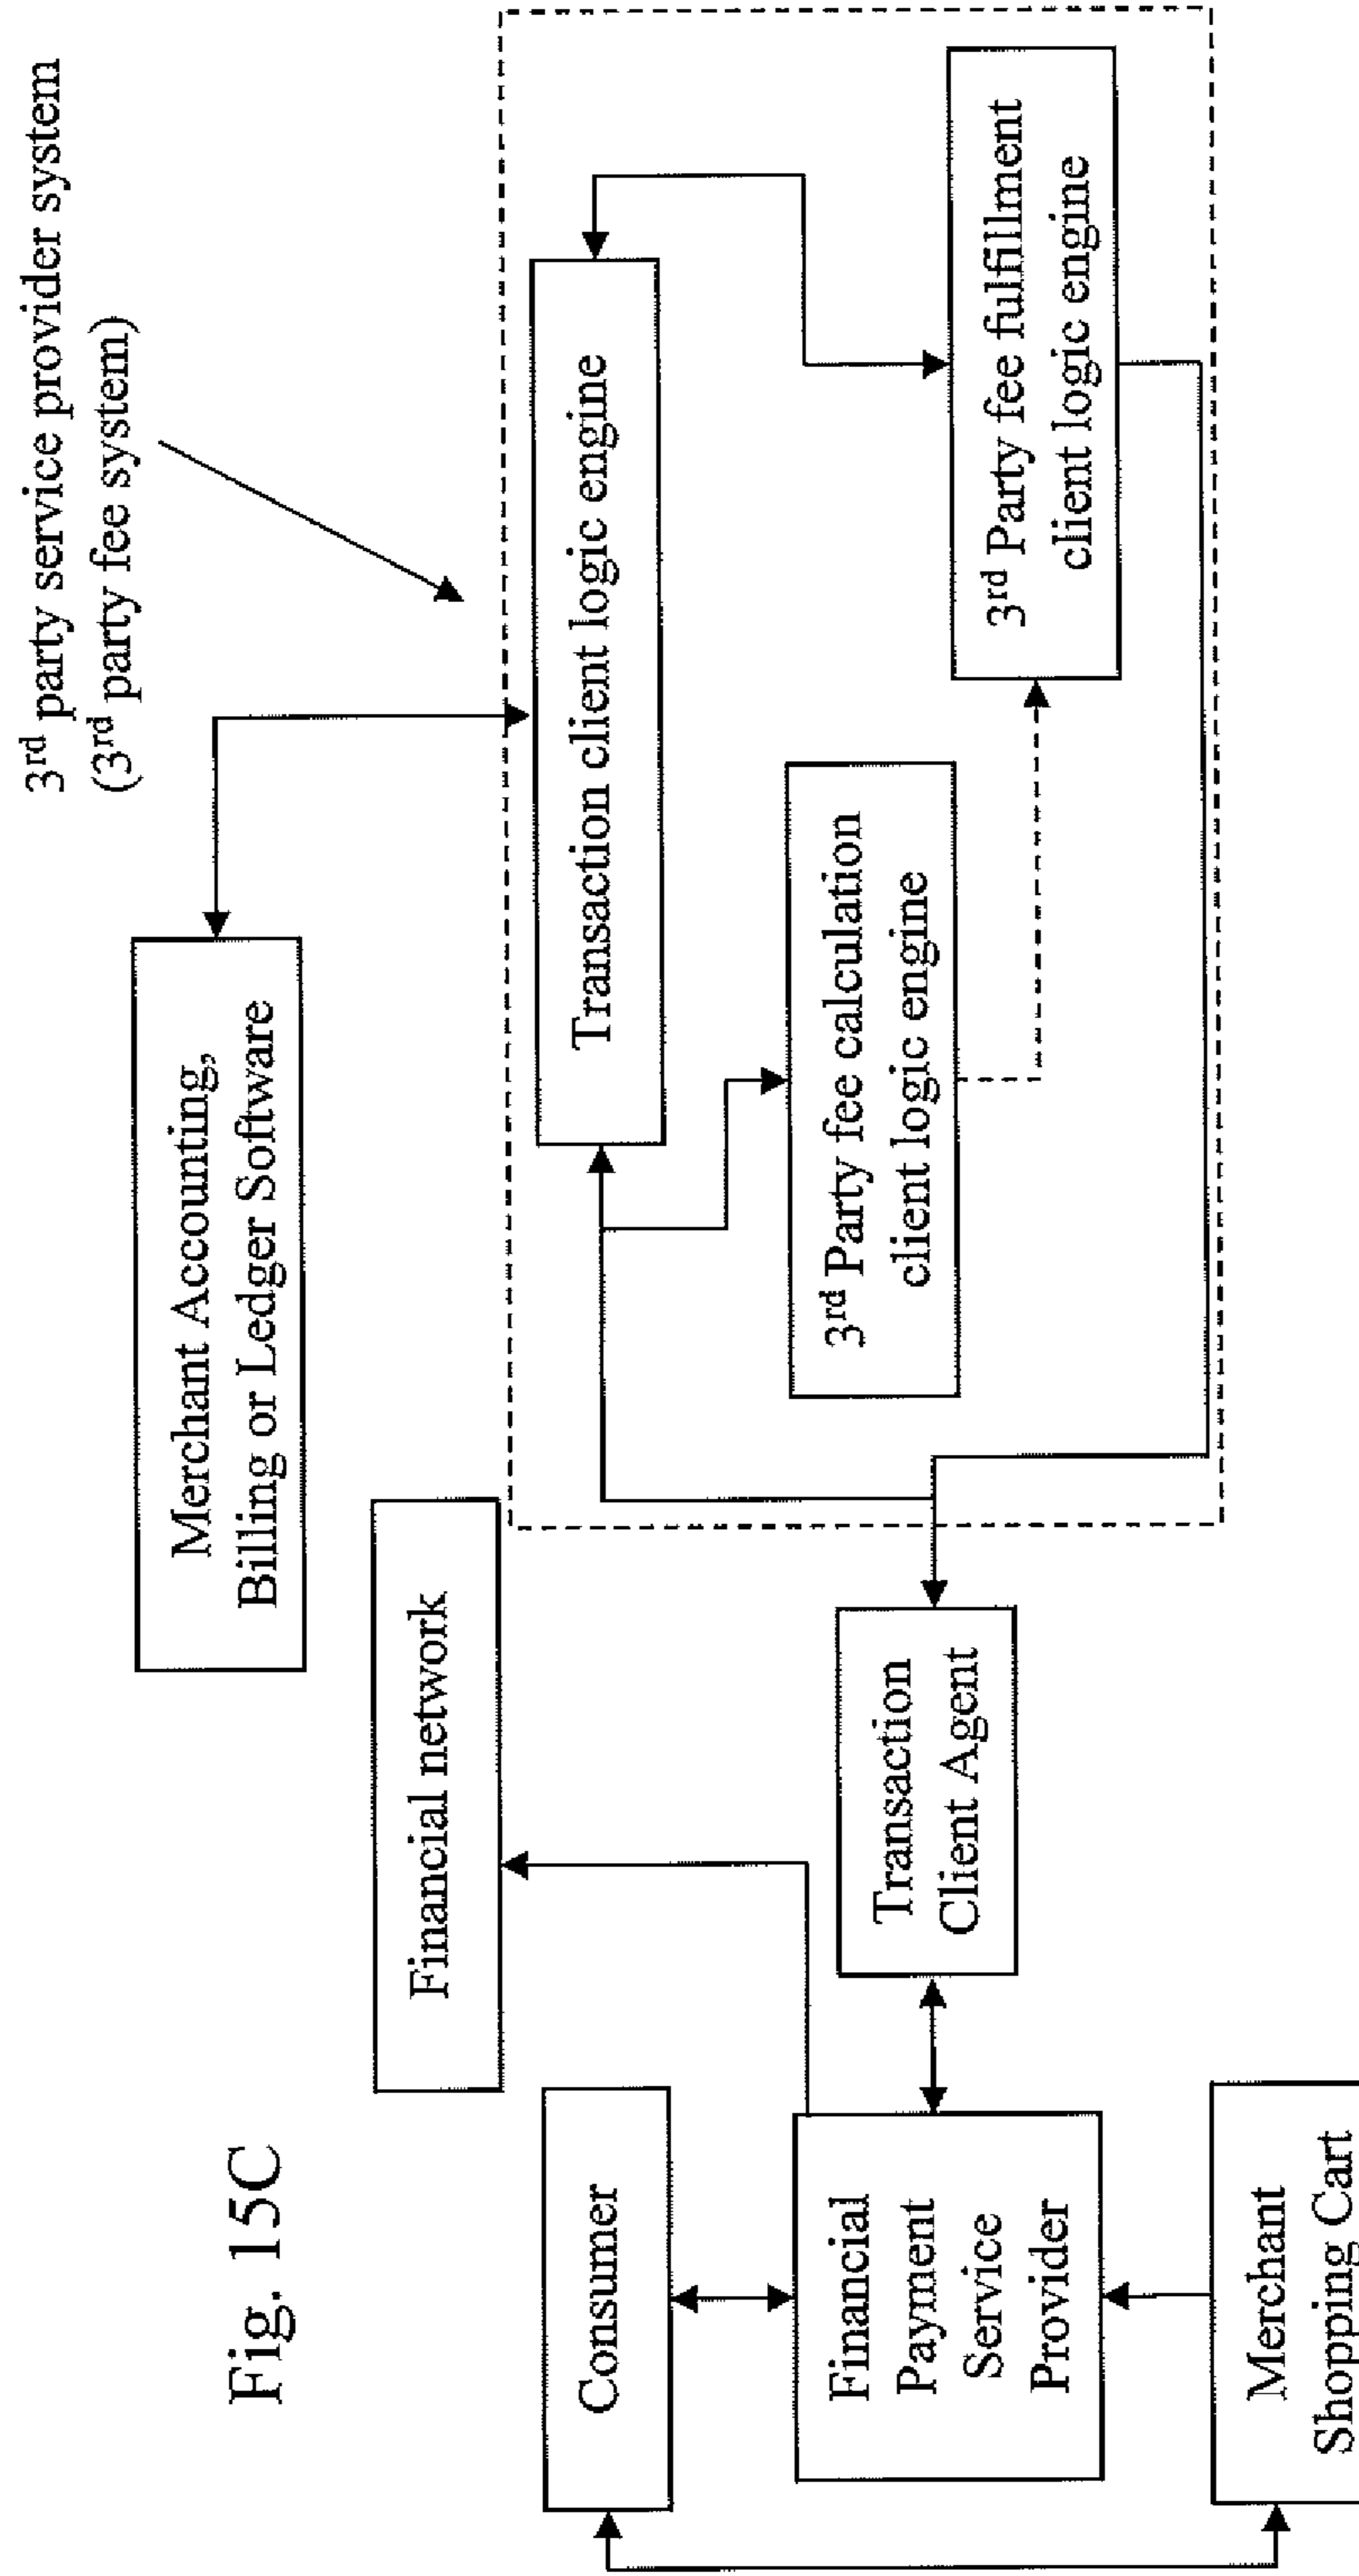 Fig. 15C
3rd party service provider system
(3rd party fee system)
Merchant Accounting,
Billing or Ledger Software
Financial network
Consumer
Transaction client logic engine
Financial
Payment
Service
Provider
Transaction
Client Agent
3rd Party fee calculation
client logic engine
3rd Party fee fulfillment
client logic engine
Merchant
Shopping Cart